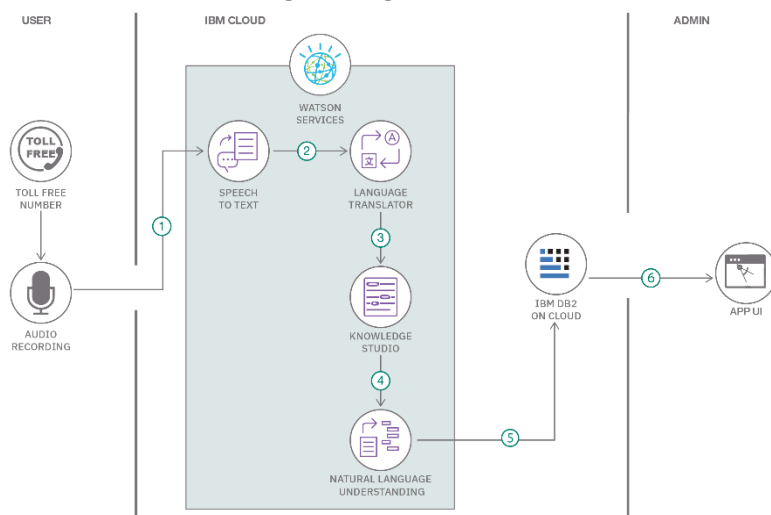 USER
IBM CLOUD
ADMIN
WATSON
SERVICES
TOLL
FREE
TOLL FREE
NUMBER
A
文
SPEECH
TO TEXT
2
LANGUAGE
TRANSLATOR
1
3
AUDIO
RECORDING
KNOWLEDGE
STUDIO
IBM DB2
ON CLOUD
6
APP UI
4
NATURAL LANGUAGE
UNDERSTANDING
5